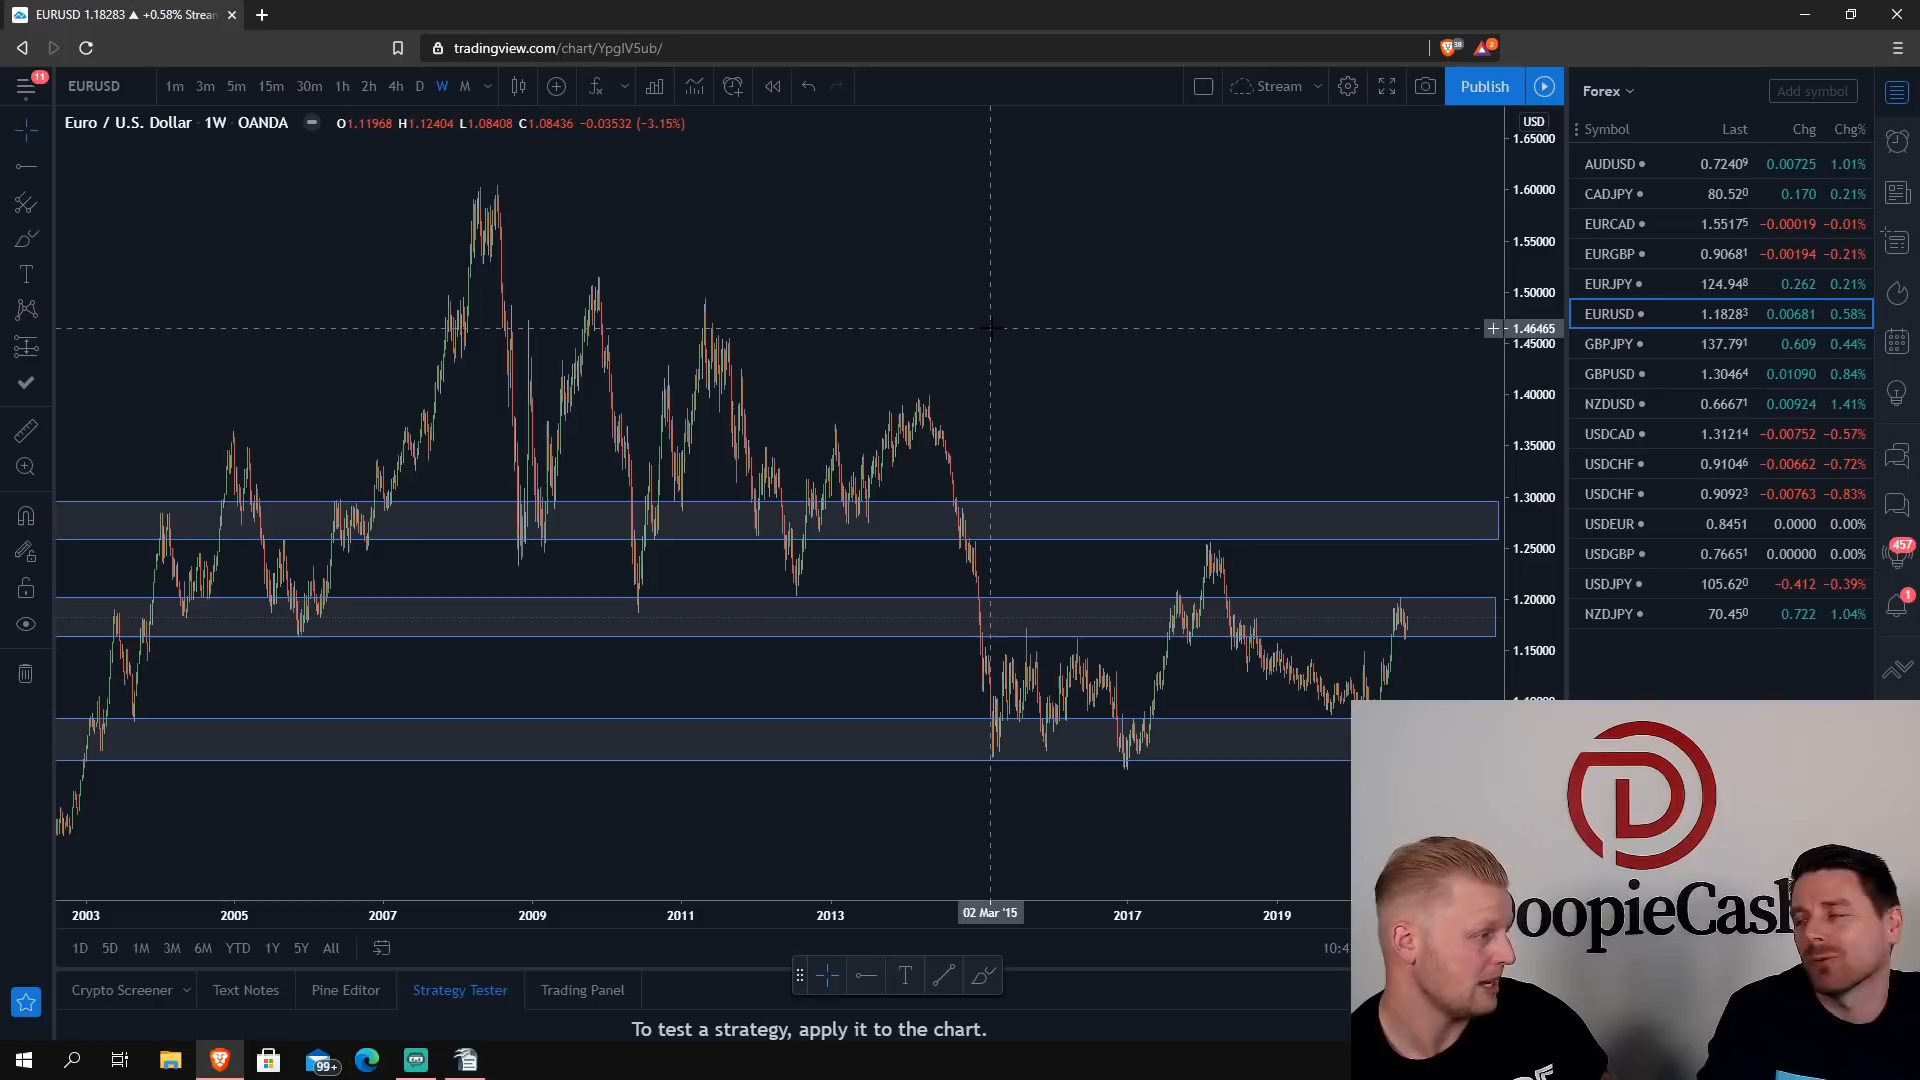 EURUSD 1.18283 ▲ +0.58% Strea
tradingview.com/chart/YpglV5ub/
38
2
11
EURUSD 1m 3m 5m 15m 30m 1h 2h 4h D W M
Stream
Publish
Forex
Add symbol
Euro / U.S. Dollar · 1W · OANDA O1.11968 H1.12404 L1.08408 C1.08436 −0.03532 (−3.15%)
USD
Symbol Last Chg Chg%
AUDUSD 0.72409 0.00725 1.01%
CADJPY 80.520 0.170 0.21%
EURCAD 1.55175 −0.00019 −0.01%
EURGBP 0.90681 −0.00194 −0.21%
EURJPY 124.948 0.262 0.21%
EURUSD 1.18283 0.00681 0.58%
GBPJPY 137.791 0.609 0.44%
GBPUSD 1.30464 0.01090 0.84%
NZDUSD 0.66671 0.00924 1.41%
USDCAD 1.31214 −0.00752 −0.57%
USDCHF 0.91046 −0.00662 −0.72%
USDCHF 0.90923 −0.00763 −0.83%
USDEUR 0.8451 0.0000 0.00%
USDGBP 0.76651 0.00000 0.00%
USDJPY 105.620 −0.412 −0.39%
NZDJPY 70.450 0.722 1.04%
457
1
1.65000
1.60000
1.55000
1.50000
1.46465
1.45000
1.40000
1.35000
1.30000
1.25000
1.20000
1.15000
2003 2005 2007 2009 2011 2013 02 Mar '15 2017 2019
1D 5D 1M 3M 6M YTD 1Y 5Y All
10:4
Crypto Screener Text Notes Pine Editor Strategy Tester Trading Panel
To test a strategy, apply it to the chart.
oopieCash
99+